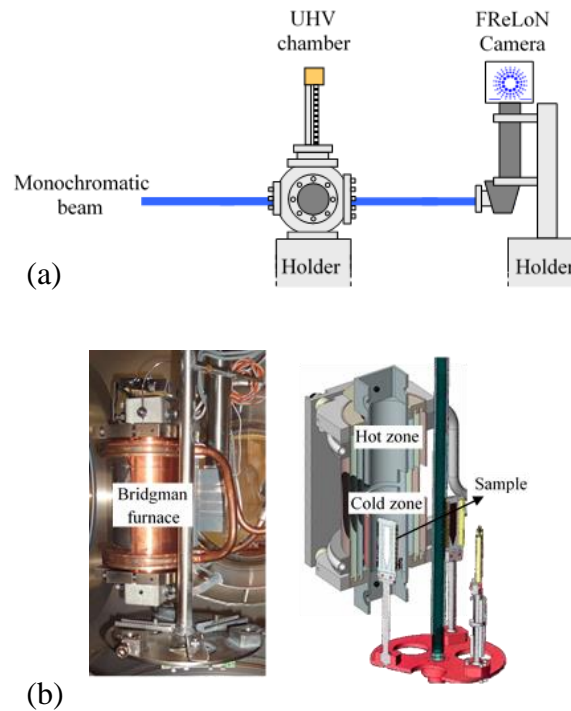 UHV
chamber
FReLoN
Camera
Monochromatic
beam
Holder
Holder
(a)
Bridgman
furnace
Hot zone
Cold zone
Sample
(b)